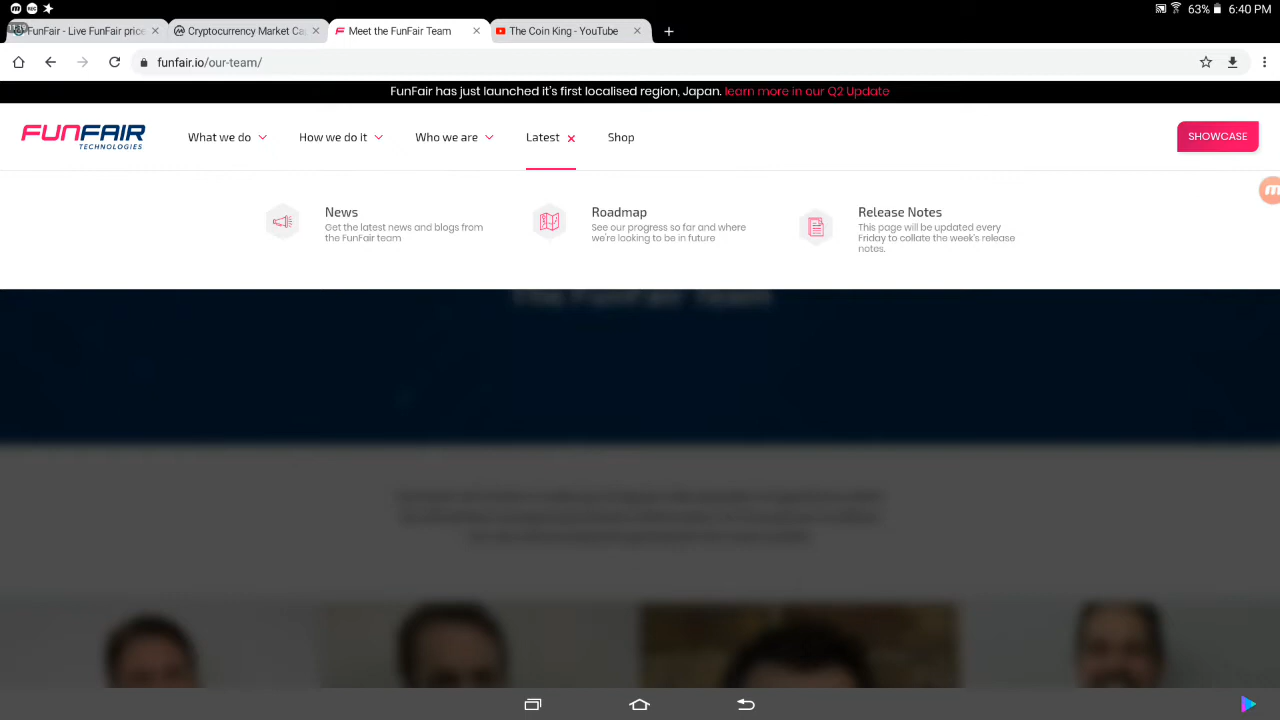 63% 6:40 PM
FunFair - Live FunFair price
Cryptocurrency Market Ca
Meet the FunFair Team
The Coin King - YouTube
funfair.io/our-team/
FunFair has just launched it's first localised region, Japan. learn more in our Q2 Update
FUNFAIR
TECHNOLOGIES
What we do
How we do it
Who we are
Latest
Shop
SHOWCASE
News
Get the latest news and blogs from
the FunFair team
Roadmap
See our progress so far and where
we're looking to be in future
Release Notes
This page will be updated every
Friday to collate the week's release
notes.
The FunFair Team